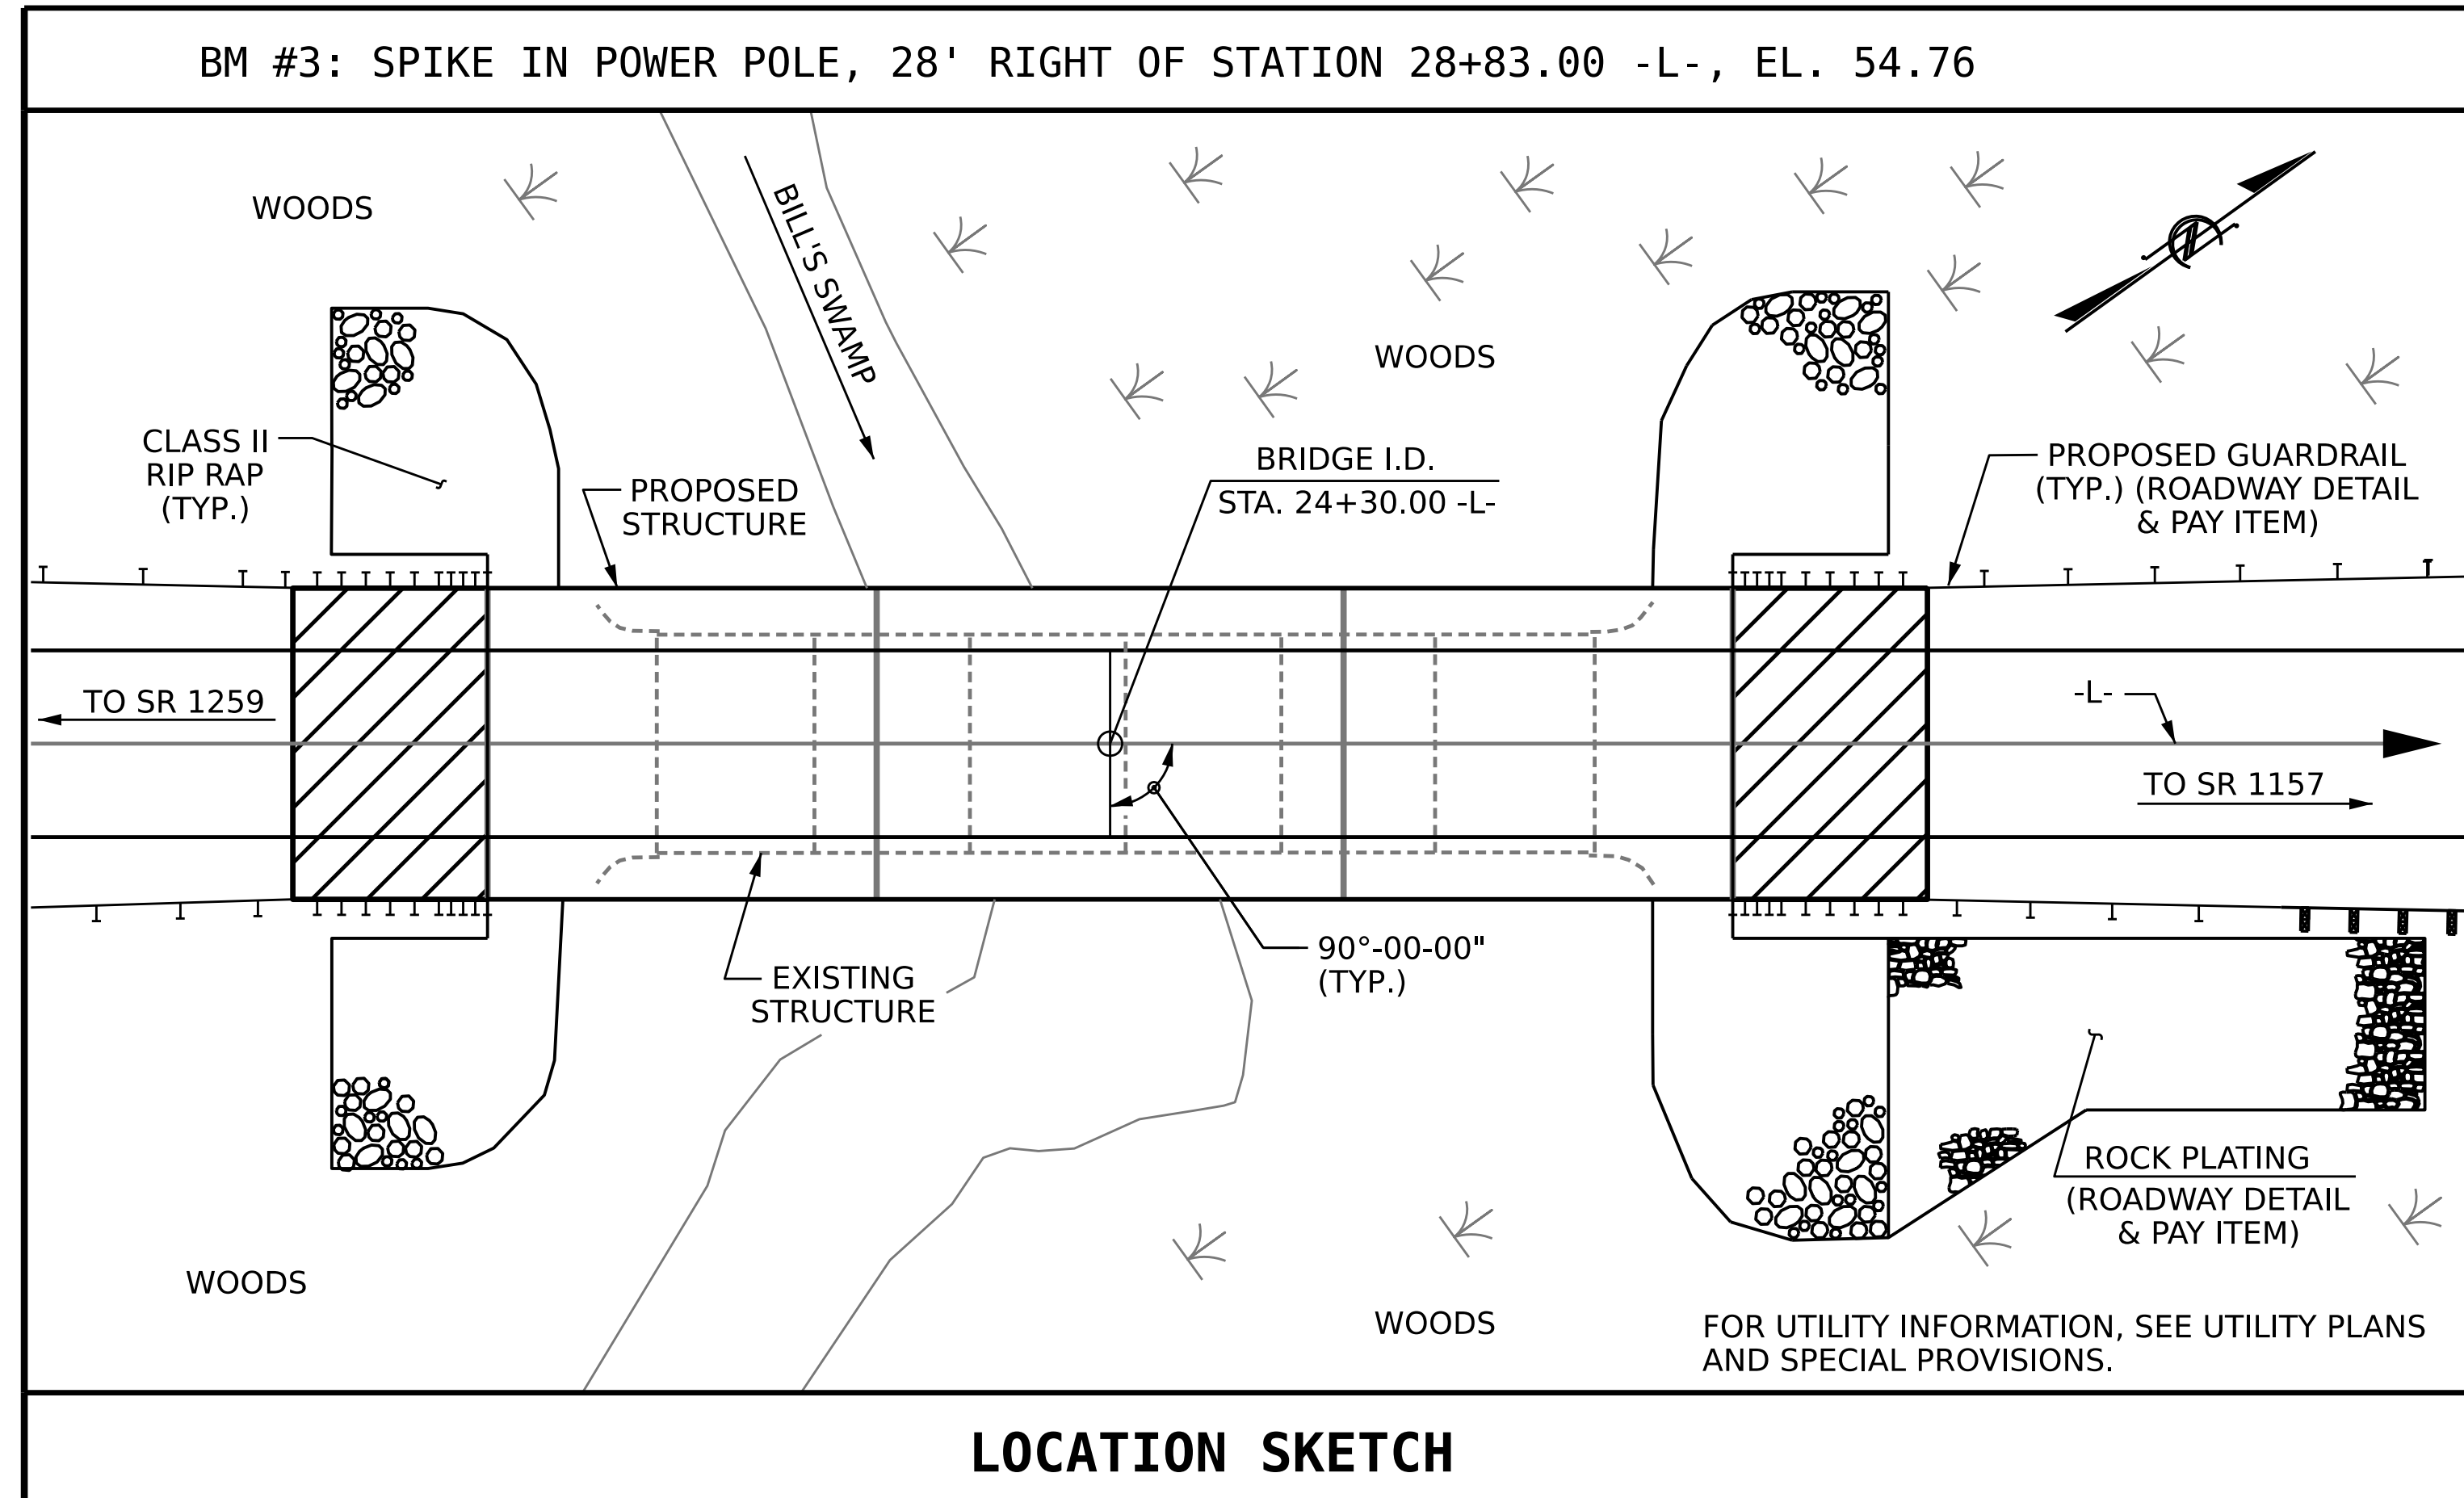 BM #3: SPIKE IN POWER POLE, 28' RIGHT OF STATION 28+83.00 -L-, EL. 54.76
WOODS
BILL'S SWAMP
N
WOODS
CLASS II
RIP RAP
(TYP.)
PROPOSED
STRUCTURE
BRIDGE I.D.
STA. 24+30.00 -L-
PROPOSED GUARDRAIL
(TYP.) (ROADWAY DETAIL
& PAY ITEM)
TO SR 1259
-L-
TO SR 1157
EXISTING
STRUCTURE
90°-00-00"
(TYP.)
ROCK PLATING
(ROADWAY DETAIL
& PAY ITEM)
WOODS
WOODS
FOR UTILITY INFORMATION, SEE UTILITY PLANS
AND SPECIAL PROVISIONS.
LOCATION SKETCH